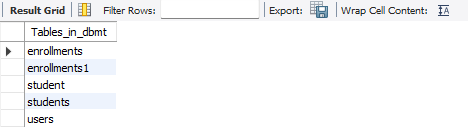 Result Grid Filter Rows: Export: Wrap Cell Content:
Tables_in_dbmt
enrollments
enrollments1
student
students
users